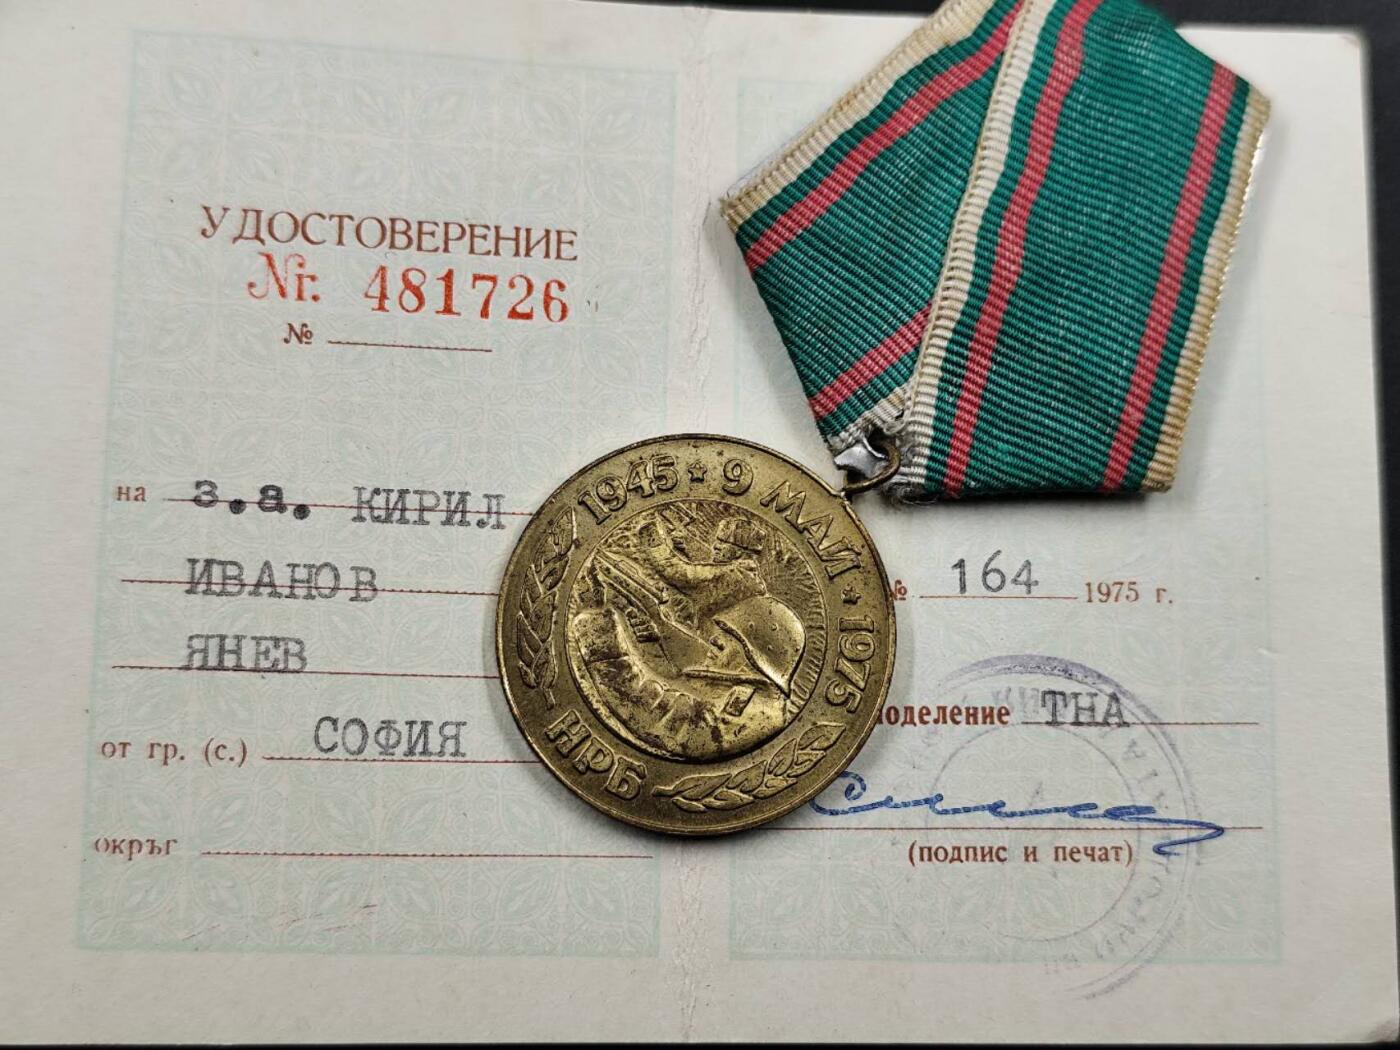 УДОСТОВЕРЕНИЕ
Nr. 481726
№
на з.а. КИРИЛ
ИВАНОВ
ЯНЕВ
от гр. (с.) СОФИЯ
окръг
1945 ★ 9 МАЙ ★ 1975
НРБ
№ 164 1975 г.
поделение ТНА
(подпис и печат)